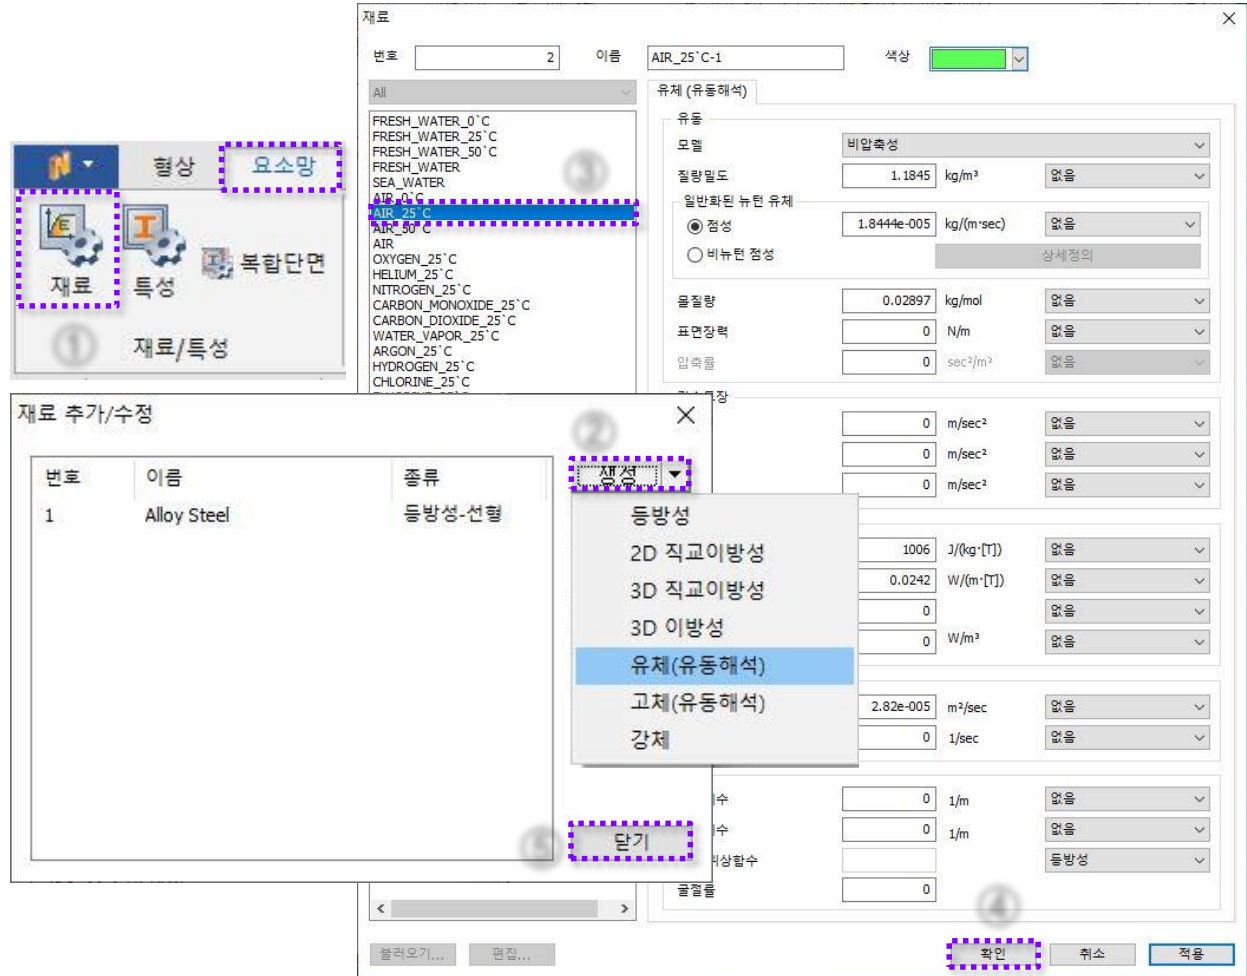 재료
번호 2 이름 AIR_25`C-1 색상
All
FRESH_WATER_0`C
FRESH_WATER_25`C
FRESH_WATER_50`C
FRESH_WATER
SEA_WATER
AIR_0`C
AIR_25`C
AIR_50`C
AIR
OXYGEN_25`C
HELIUM_25`C
NITROGEN_25`C
CARBON_MONOXIDE_25`C
CARBON_DIOXIDE_25`C
WATER_VAPOR_25`C
ARGON_25`C
HYDROGEN_25`C
CHLORINE_25`C
③
유체 (유동해석)
유동
모델 비압축성
질량밀도 1.1845 kg/m³ 없음
일반화된 뉴턴 유체
점성 1.8444e-005 kg/(m·sec) 없음
비뉴턴 점성 상세정의
몰질량 0.02897 kg/mol 없음
표면장력 0 N/m 없음
압축률 0 sec²/m² 없음
0 m/sec² 없음
0 m/sec² 없음
0 m/sec² 없음
1006 J/(kg·[T]) 없음
0.0242 W/(m·[T]) 없음
0 없음
0 W/m³ 없음
2.82e-005 m²/sec 없음
0 1/sec 없음
수 0 1/m 없음
수 0 1/m 없음
위상함수 등방성
굴절률 0
④
불러오기... 편집... 확인 취소 적용
형상 요소망
재료 특성 복합단면
① 재료/특성
재료 추가/수정
②
번호 이름 종류 생성
1 Alloy Steel 등방성-선형
등방성
2D 직교이방성
3D 직교이방성
3D 이방성
유체(유동해석)
고체(유동해석)
강체
⑤ 닫기